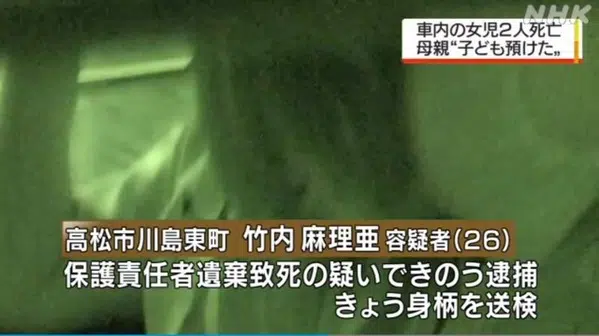 NHK
車内の女児2人死亡
母親“子ども預けた„
高松市川島東町 竹内 麻理亜 容疑者(26)
保護責任者遺棄致死の疑いできのう逮捕
きょう身柄を送検